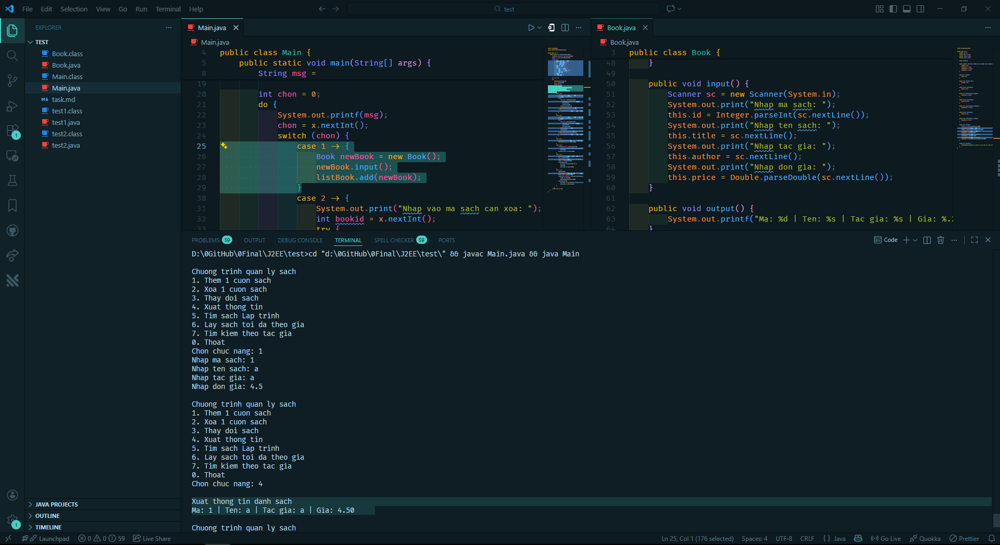 File Edit Selection View Go Run Terminal Help
test
EXPLORER
TEST
Book.class
Book.java
Main.class
Main.java
task.md
test1.class
test1.java
test2.class
test2.java
JAVA PROJECTS
OUTLINE
TIMELINE
1
1
Main.java
Main.java
4 public class Main {
5 public static void main(String[] args) {
8 String msg =
19
20 int chon = 0;
21 do {
22 System.out.printf(msg);
23 chon = x.nextInt();
24 switch (chon) {
25 case 1 -> {
26 Book newBook = new Book();
27 newBook.input();
28 listBook.add(newBook);
29 }
30 case 2 -> {
31 System.out.print("Nhap vao ma sach can xoa: ");
32 int bookid = x.nextInt();
33 try {
Book.java
Book.java
3 public class Book {
48 }
49
50 public void input() {
51 Scanner sc = new Scanner(System.in);
52 System.out.print("Nhap ma sach: ");
53 this.id = Integer.parseInt(sc.nextLine());
54 System.out.print("Nhap ten sach: ");
55 this.title = sc.nextLine();
56 System.out.print("Nhap tac gia: ");
57 this.author = sc.nextLine();
58 System.out.print("Nhap don gia: ");
59 this.price = Double.parseDouble(sc.nextLine());
60 }
61
62 public void output() {
63 System.out.printf("Ma: %d | Ten: %s | Tac gia: %s | Gia: %.2
64 }
PROBLEMS 59 OUTPUT DEBUG CONSOLE TERMINAL SPELL CHECKER 59 PORTS
Code
D:\0GitHub\0Final\J2EE\test>cd "d:\0GitHub\0Final\J2EE\test\" && javac Main.java && java Main
Chuong trinh quan ly sach
1. Them 1 cuon sach
2. Xoa 1 cuon sach
3. Thay doi sach
4. Xuat thong tin
5. Tim sach Lap trinh
6. Lay sach toi da theo gia
7. Tim kiem theo tac gia
0. Thoat
Chon chuc nang: 1
Nhap ma sach: 1
Nhap ten sach: a
Nhap tac gia: a
Nhap don gia: 4.5
Chuong trinh quan ly sach
1. Them 1 cuon sach
2. Xoa 1 cuon sach
3. Thay doi sach
4. Xuat thong tin
5. Tim sach Lap trinh
6. Lay sach toi da theo gia
7. Tim kiem theo tac gia
0. Thoat
Chon chuc nang: 4
Xuat thong tin danh sach
Ma: 1 | Ten: a | Tac gia: a | Gia: 4.50
Chuong trinh quan ly sach
Launchpad 0 0 59 Live Share
Ln 25, Col 1 (176 selected) Spaces: 4 UTF-8 CRLF { } Java Go Live Quokka Prettier